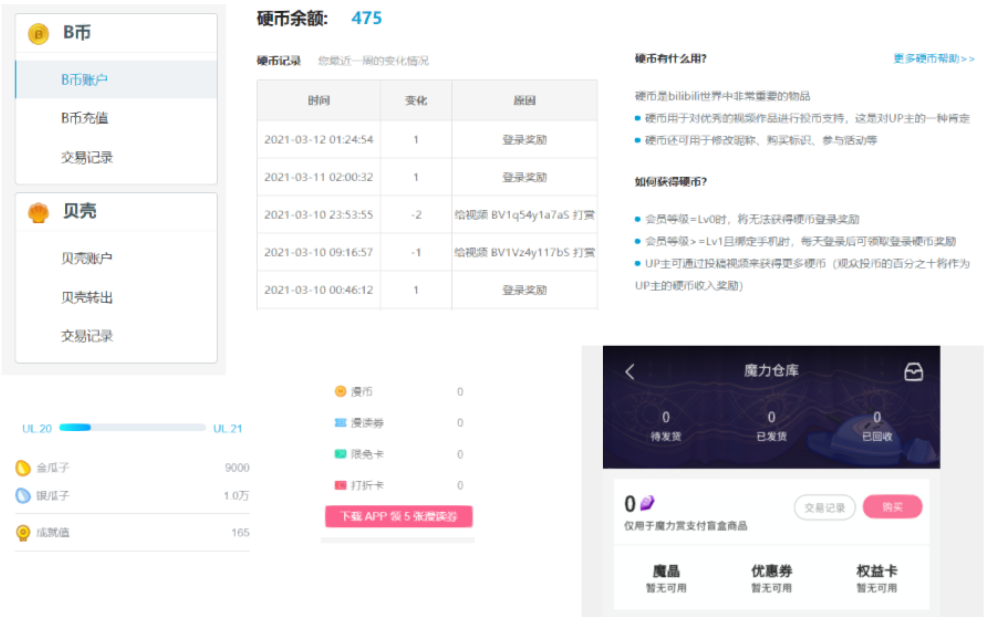 B币
B币账户
B币充值
交易记录
贝壳
贝壳账户
贝壳转出
交易记录
硬币余额: 475
硬币记录 您最近一周的变化情况
时间 变化 原因
2021-03-12 01:24:54 1 登录奖励
2021-03-11 02:00:32 1 登录奖励
2021-03-10 23:53:55 -2 给视频 BV1q54y1a7aS 打赏
2021-03-10 09:16:57 -1 给视频 BV1Vz4y117bS 打赏
2021-03-10 00:46:12 1 登录奖励
硬币有什么用? 更多硬币帮助>>
硬币是bilibili世界中非常重要的物品
硬币用于对优秀的视频作品进行投币支持，这是对UP主的一种肯定
硬币还可用于修改昵称、购买标识、参与活动等
如何获得硬币?
会员等级=Lv0时，将无法获得硬币登录奖励
会员等级>=Lv1且绑定手机时，每天登录后可领取登录硬币奖励
UP主可通过投稿视频来获得更多硬币（观众投币的百分之十将作为
UP主的硬币收入奖励）
UL.20 UL.21
金瓜子 9000
银瓜子 1.0万
成就值 165
漫币 0
漫读券 0
限免卡 0
打折卡 0
下载 APP 领 5 张漫读券
魔力仓库
0 0 0
待发货 已发货 已回收
0 交易记录 购买
仅用于魔力赏支付盲盒商品
魔晶 优惠券 权益卡
暂无可用 暂无可用 暂无可用